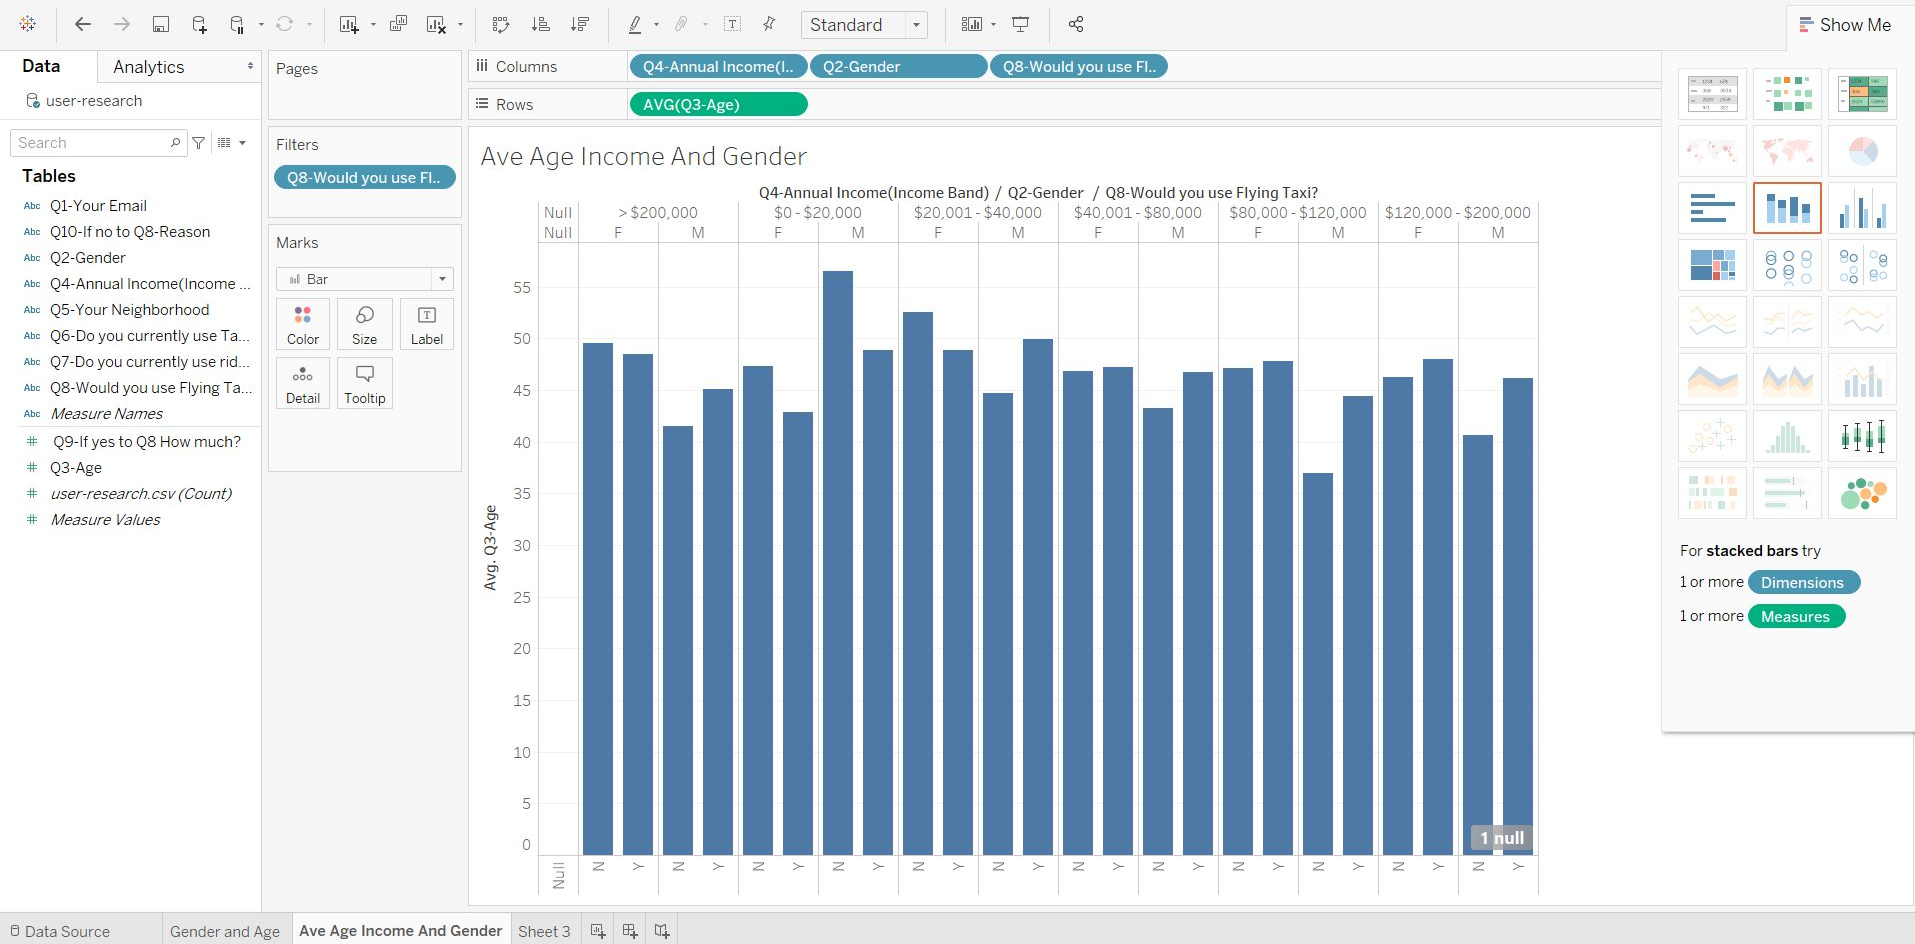 Standard
Show Me
Data
Analytics
user-research
Search
Tables
Abc Q1-Your Email
Abc Q10-If no to Q8-Reason
Abc Q2-Gender
Abc Q4-Annual Income(Income ...
Abc Q5-Your Neighborhood
Abc Q6-Do you currently use Ta...
Abc Q7-Do you currently use rid...
Abc Q8-Would you use Flying Ta...
Abc Measure Names
# Q9-If yes to Q8 How much?
# Q3-Age
# user-research.csv (Count)
# Measure Values
Pages
Filters
Q8-Would you use Fl..
Marks
Bar
Color Size Label
Detail Tooltip
Columns Q4-Annual Income(I.. Q2-Gender Q8-Would you use Fl..
Rows AVG(Q3-Age)
Ave Age Income And Gender
Q4-Annual Income(Income Band) / Q2-Gender / Q8-Would you use Flying Taxi?
Null > $200,000 $0 - $20,000 $20,001 - $40,000 $40,001 - $80,000 $80,000 - $120,000 $120,000 - $200,000
Null F M F M F M F M F M F M
55
50
45
40
35
30
25
20
15
10
5
0
Avg. Q3-Age
1 null
Null N Y N Y N Y N Y N Y N Y N Y N Y N Y N Y N Y N Y
For stacked bars try
1 or more Dimensions
1 or more Measures
Data Source Gender and Age Ave Age Income And Gender Sheet 3